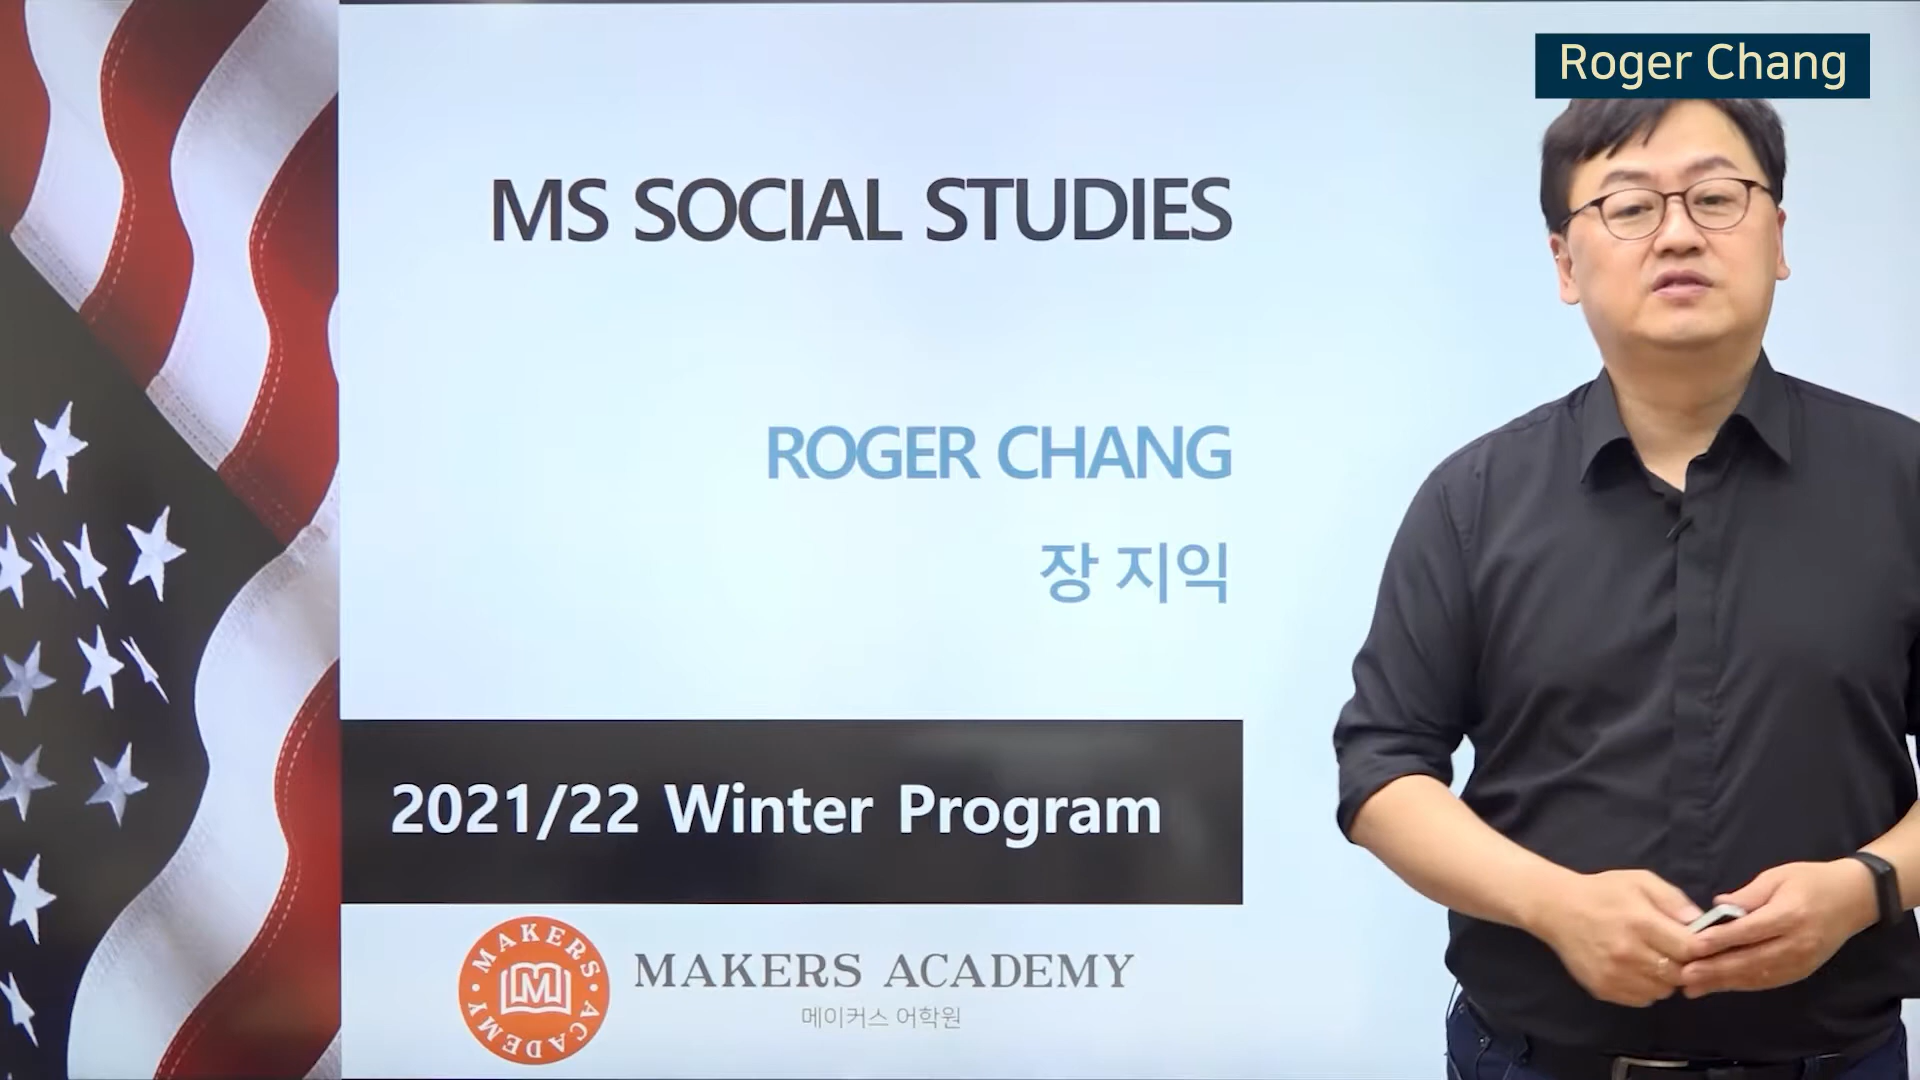 Roger Chang
MS SOCIAL STUDIES
ROGER CHANG
장 지익
2021/22 Winter Program
MAKERS ACADEMY
MAKERS ACADEMY
메이커스 어학원